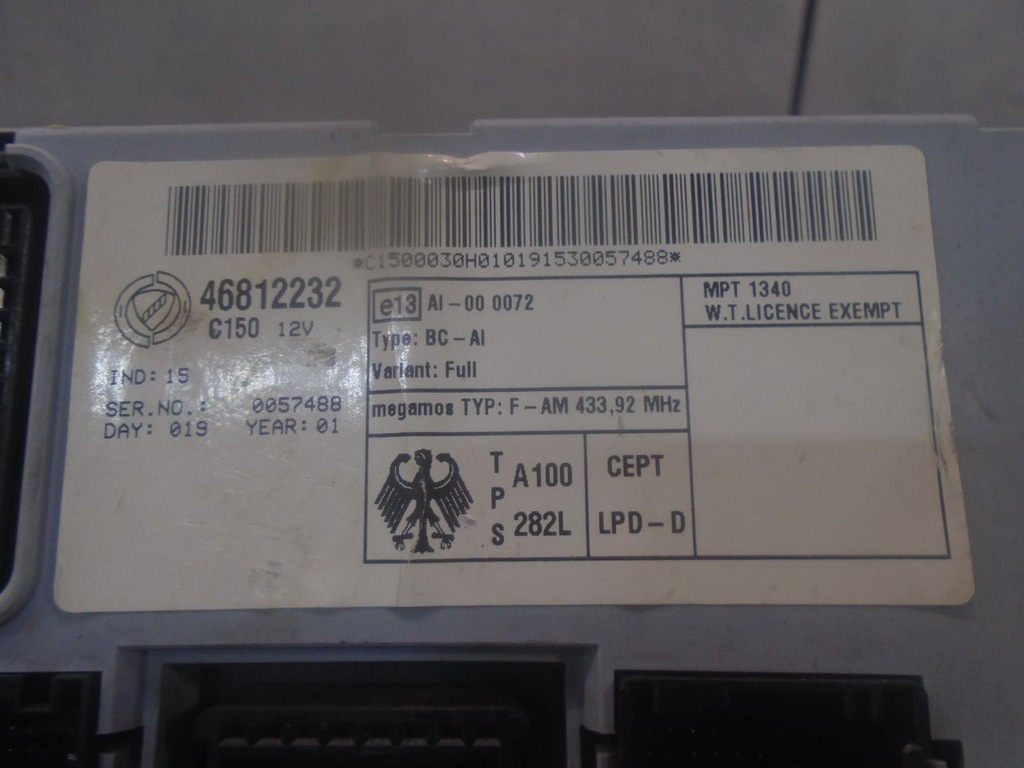 *C1500030H010191530057488*
46812232
C150 12V
IND: 15
SER.NO.: 0057488
DAY: 019 YEAR: 01
e13 AI-00 0072
Type: BC-AI
Variant: Full
megamos TYP: F-AM 433,92 MHz
TPS
A100
282L
CEPT
LPD-D
MPT 1340
W.T.LICENCE EXEMPT